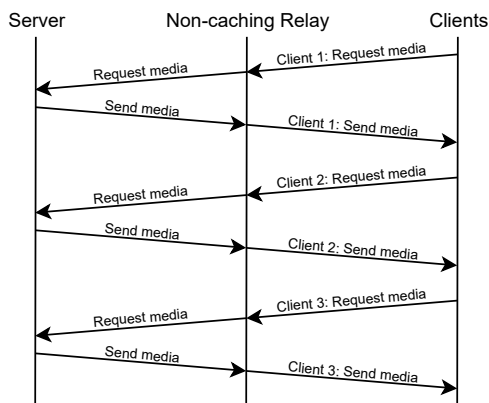 Server
Non-caching Relay
Clients
Client 1: Request media
Request media
Send media
Client 1: Send media
Client 2: Request media
Request media
Send media
Client 2: Send media
Client 3: Request media
Request media
Send media
Client 3: Send media